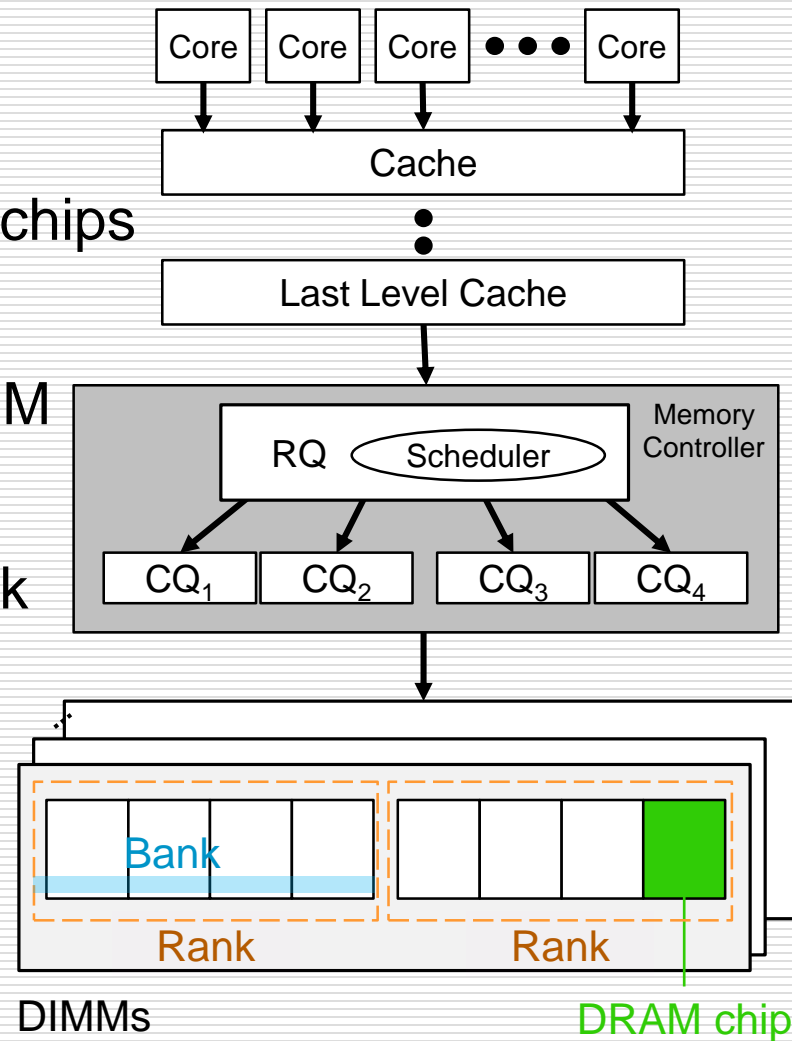 Core Core Core Core
Cache
chips
Last Level Cache
M
Memory
Controller
RQ Scheduler
k
CQ1 CQ2 CQ3 CQ4
Bank
Rank Rank
DIMMs DRAM chip